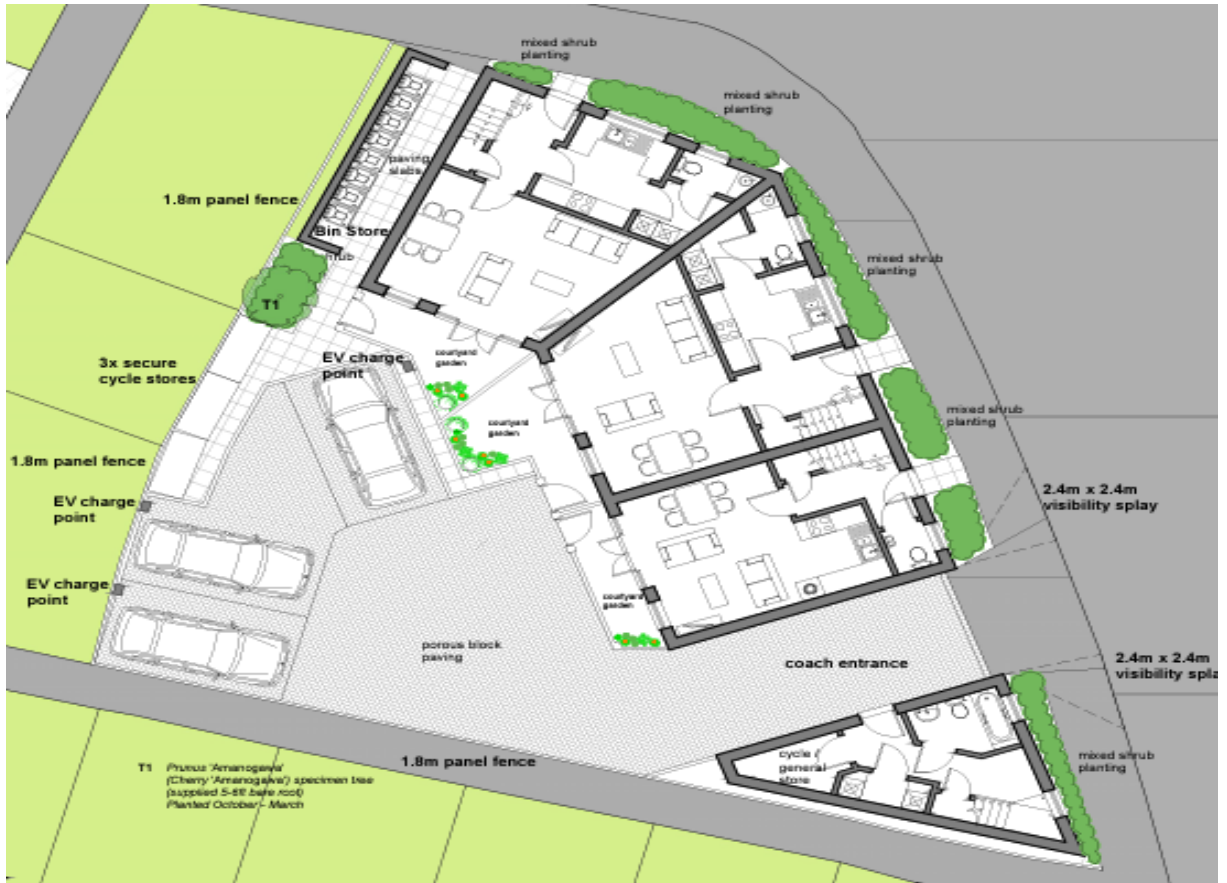 mixed shrub
planting
mixed shrub
planting
paving
slabs
1.8m panel fence
Bin Store
shrub
mixed shrub
planting
T1
EV charge
point
courtyard
garden
3x secure
cycle stores
courtyard
garden
mixed shrub
planting
1.8m panel fence
EV charge
point
2.4m x 2.4m
visibility splay
EV charge
point
courtyard
garden
porous block
paving
coach entrance
2.4m x 2.4m
visibility spla
1.8m panel fence
cycle /
general
store
mixed shrub
planting
T1 Prunus 'Amanogawa'
(Cherry 'Amanogawa') specimen tree
(supplied 5-6ft bare root)
Planted October - March